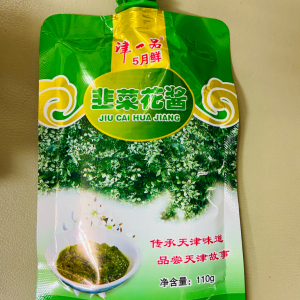 津一品
5月鲜
韭菜花酱
JIU CAI HUA JIANG
传承天津味道
品尝天津故事
净含量：110g